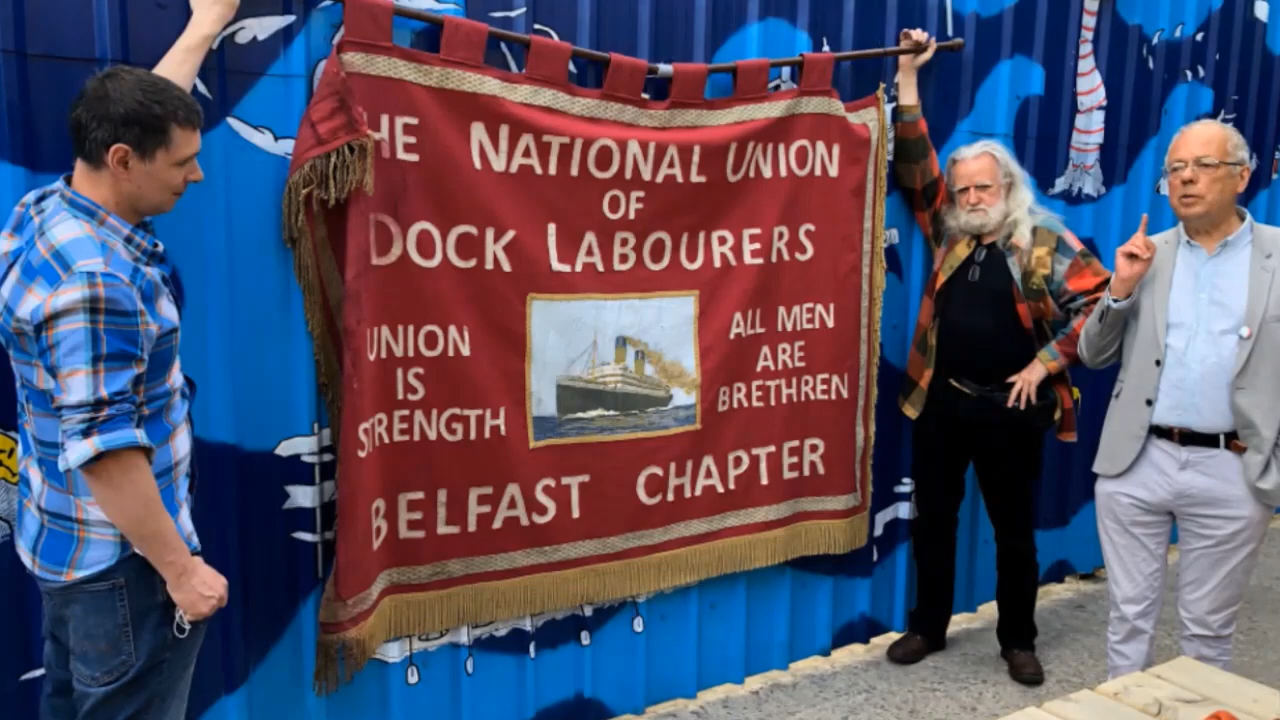 HE NATIONAL UNION
OF
DOCK LABOURERS
UNION
IS
STRENGTH
ALL MEN
ARE
BRETHREN
BELFAST CHAPTER